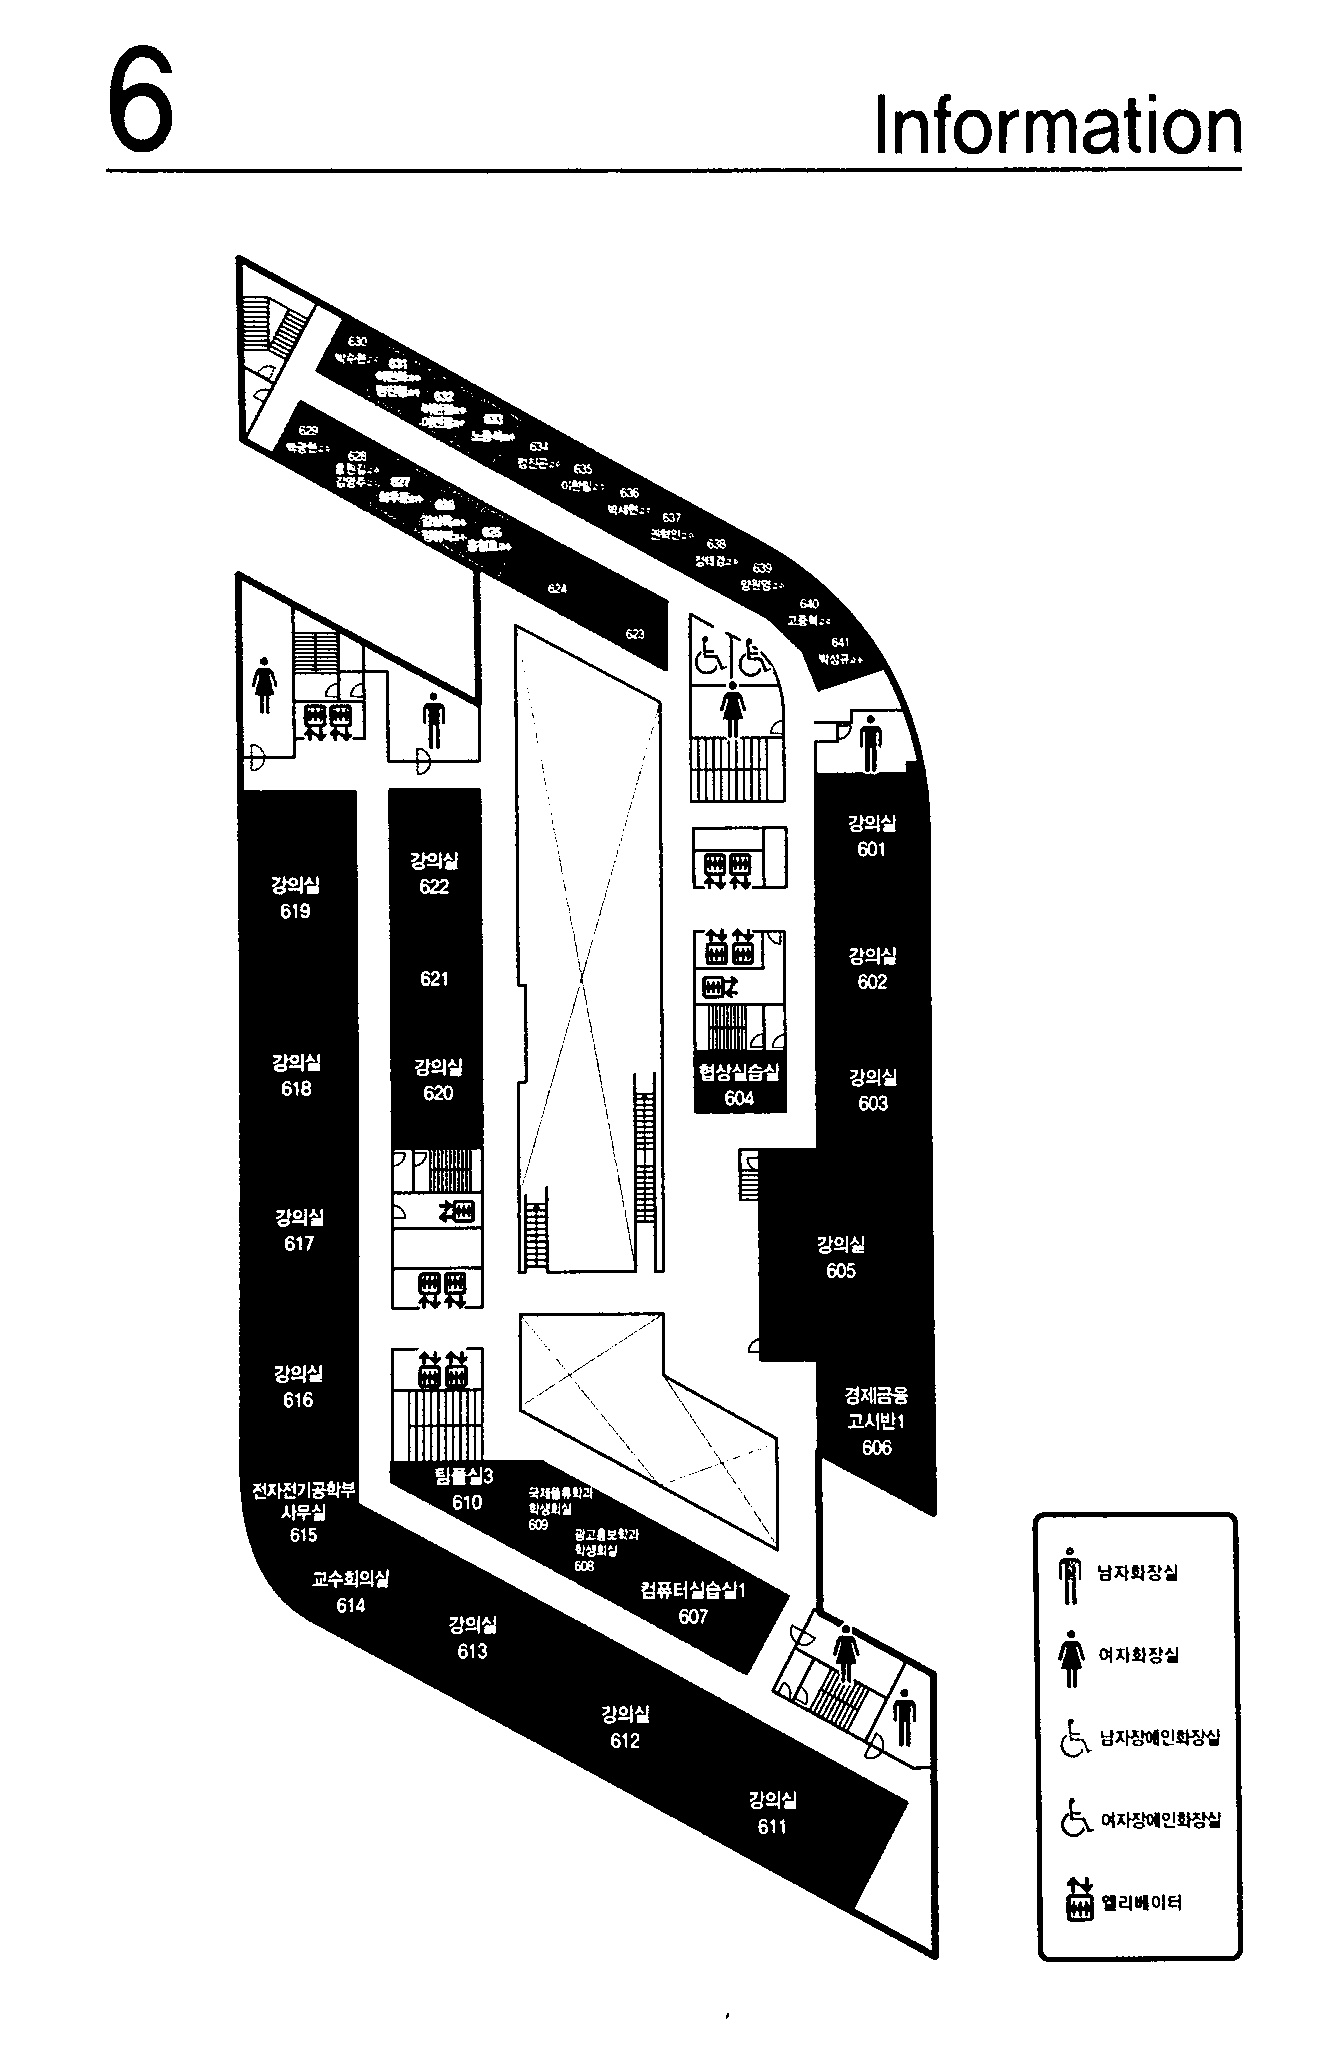 6
Information
630
631
632
633
634
635
636
637
638
639
640
641
629
628
627
625
624
623
강의실
601
강의실
602
강의실
603
협상실습실
604
강의실
605
경제금융
고시반1
606
강의실
622
621
강의실
620
강의실
619
강의실
618
강의실
617
강의실
616
전자전기공학부
사무실
615
교수회의실
614
강의실
613
강의실
612
강의실
611
팀플실3
610
국제물류학과
학생회실
609
광고홍보학과
학생회실
608
컴퓨터실습실1
607
남자화장실
여자화장실
남자장애인화장실
여자장애인화장실
엘리베이터